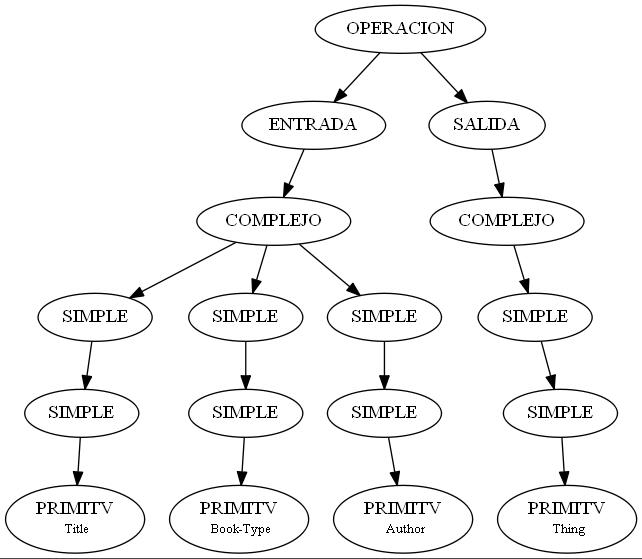 OPERACION
ENTRADA
SALIDA
COMPLEJO
COMPLEJO
SIMPLE
SIMPLE
SIMPLE
SIMPLE
SIMPLE
SIMPLE
SIMPLE
SIMPLE
PRIMITV
Title
PRIMITV
Book-Type
PRIMITV
Author
PRIMITV
Thing